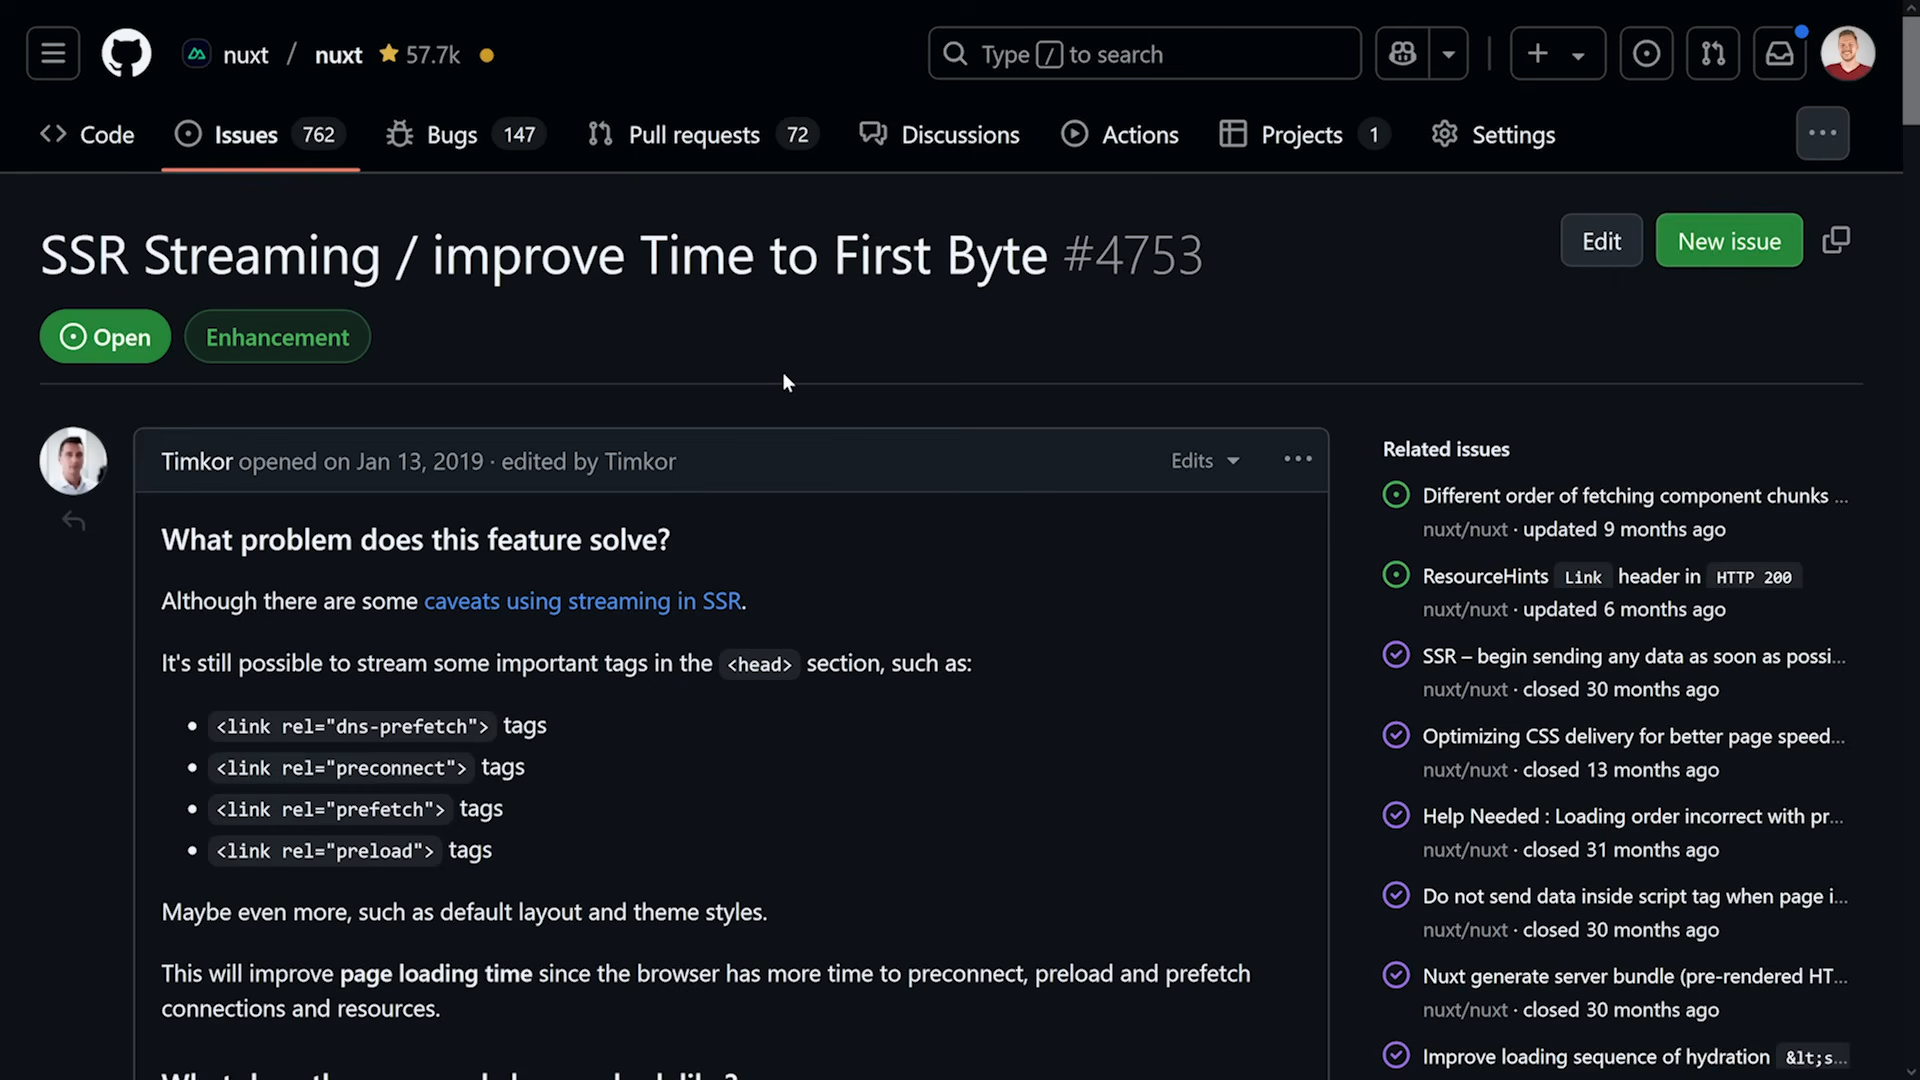 nuxt / nuxt 57.7k
Type / to search
Code
Issues 762
Bugs 147
Pull requests 72
Discussions
Actions
Projects 1
Settings
SSR Streaming / improve Time to First Byte #4753
Edit
New issue
Open
Enhancement
Timkor opened on Jan 13, 2019 · edited by Timkor
Edits
What problem does this feature solve?
Although there are some caveats using streaming in SSR.
It's still possible to stream some important tags in the <head> section, such as:
• <link rel="dns-prefetch"> tags
• <link rel="preconnect"> tags
• <link rel="prefetch"> tags
• <link rel="preload"> tags
Maybe even more, such as default layout and theme styles.
This will improve page loading time since the browser has more time to preconnect, preload and prefetch
connections and resources.
Related issues
Different order of fetching component chunks ...
nuxt/nuxt · updated 9 months ago
ResourceHints Link header in HTTP 200
nuxt/nuxt · updated 6 months ago
SSR – begin sending any data as soon as possi...
nuxt/nuxt · closed 30 months ago
Optimizing CSS delivery for better page speed...
nuxt/nuxt · closed 13 months ago
Help Needed : Loading order incorrect with pr...
nuxt/nuxt · closed 31 months ago
Do not send data inside script tag when page i...
nuxt/nuxt · closed 30 months ago
Nuxt generate server bundle (pre-rendered HT...
nuxt/nuxt · closed 30 months ago
Improve loading sequence of hydration &lt;s...